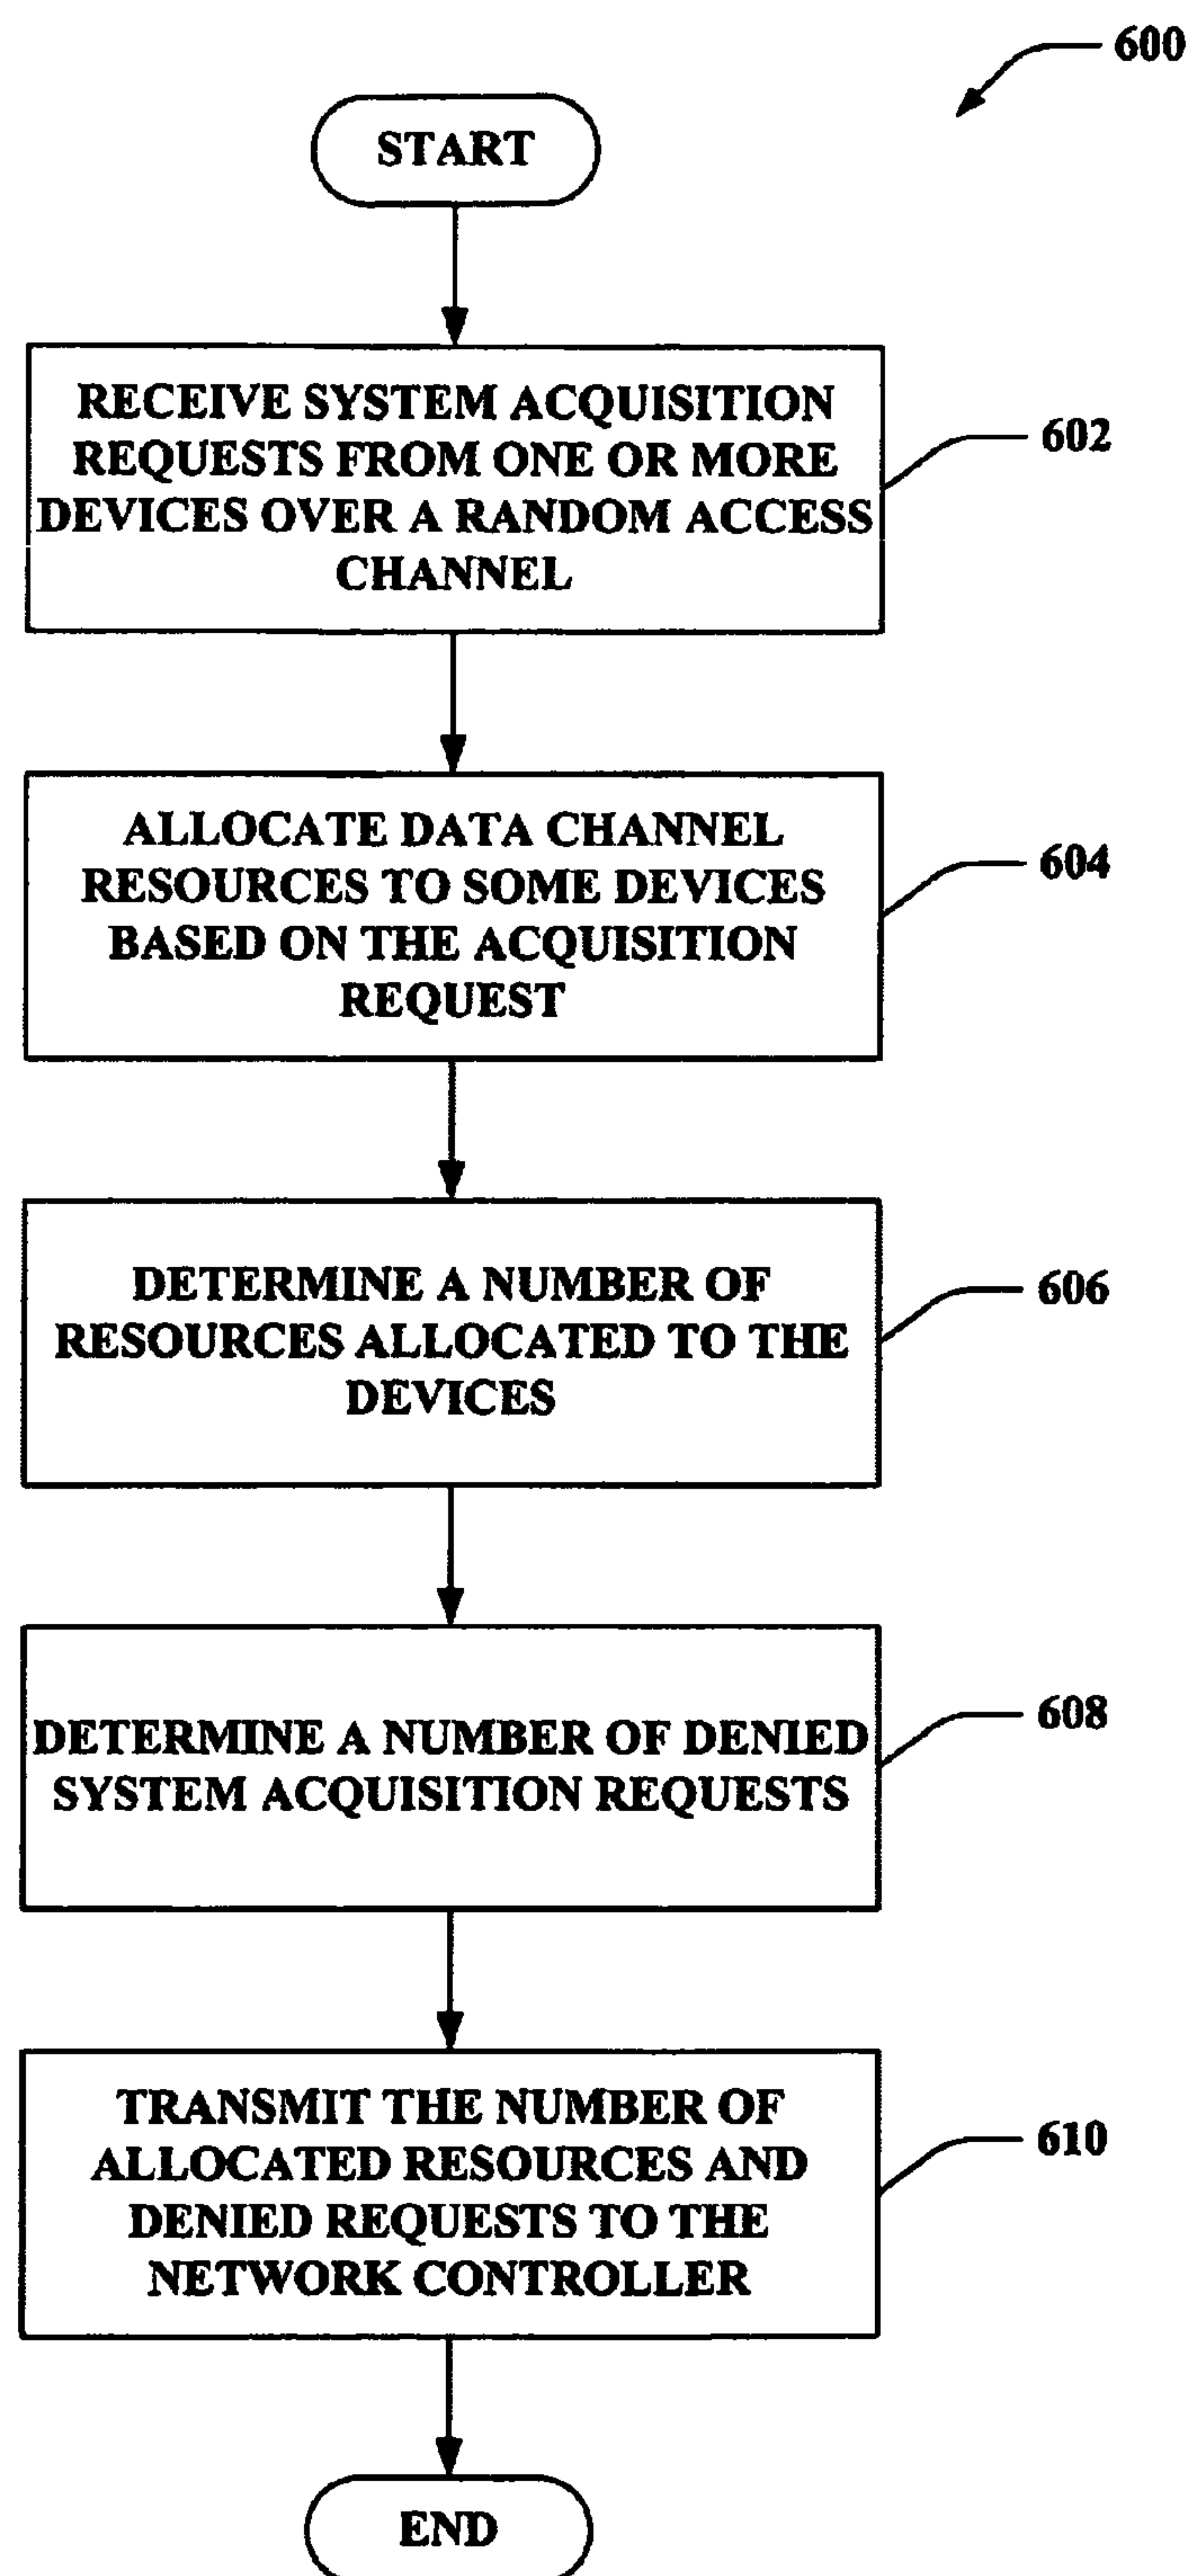 600
START
RECEIVE SYSTEM ACQUISITION
REQUESTS FROM ONE OR MORE
DEVICES OVER A RANDOM ACCESS
CHANNEL
602
ALLOCATE DATA CHANNEL
RESOURCES TO SOME DEVICES
BASED ON THE ACQUISITION
REQUEST
604
DETERMINE A NUMBER OF
RESOURCES ALLOCATED TO THE
DEVICES
606
DETERMINE A NUMBER OF DENIED
SYSTEM ACQUISITION REQUESTS
608
TRANSMIT THE NUMBER OF
ALLOCATED RESOURCES AND
DENIED REQUESTS TO THE
NETWORK CONTROLLER
610
END